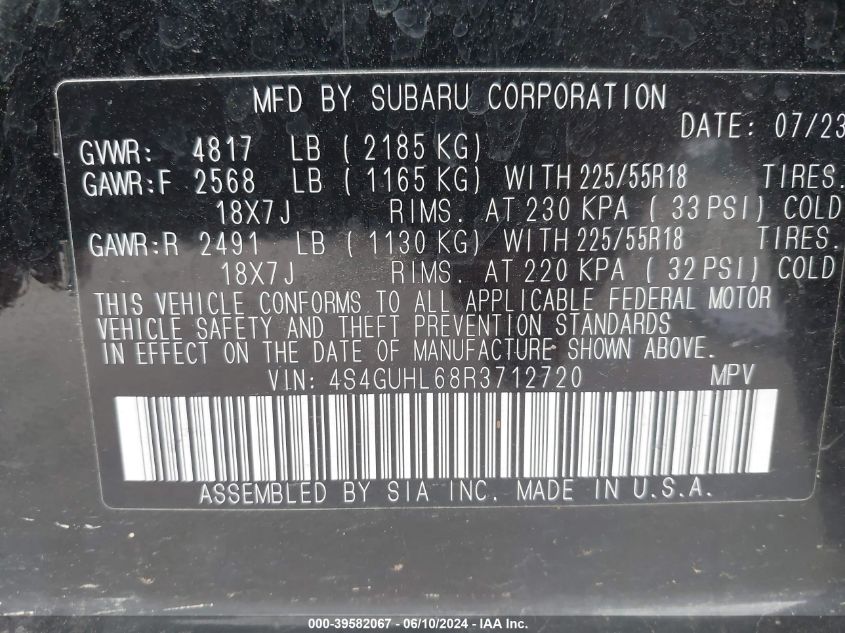 MFD BY SUBARU CORPORATION
DATE: 07/23
GVWR: 4817 LB ( 2185 KG)
GAWR:F 2568 LB ( 1165 KG) WITH 225/55R18 TIRES.
18X7J RIMS. AT 230 KPA ( 33 PSI) COLD
GAWR:R 2491 LB ( 1130 KG) WITH 225/55R18 TIRES.
18X7J RIMS. AT 220 KPA ( 32 PSI) COLD
THIS VEHICLE CONFORMS TO ALL APPLICABLE FEDERAL MOTOR
VEHICLE SAFETY AND THEFT PREVENTION STANDARDS
IN EFFECT ON THE DATE OF MANUFACTURE SHOWN ABOVE.
VIN: 4S4GUHL68R3712720 MPV
ASSEMBLED BY SIA INC. MADE IN U.S.A.
000-39582067 - 06/10/2024 - IAA Inc.